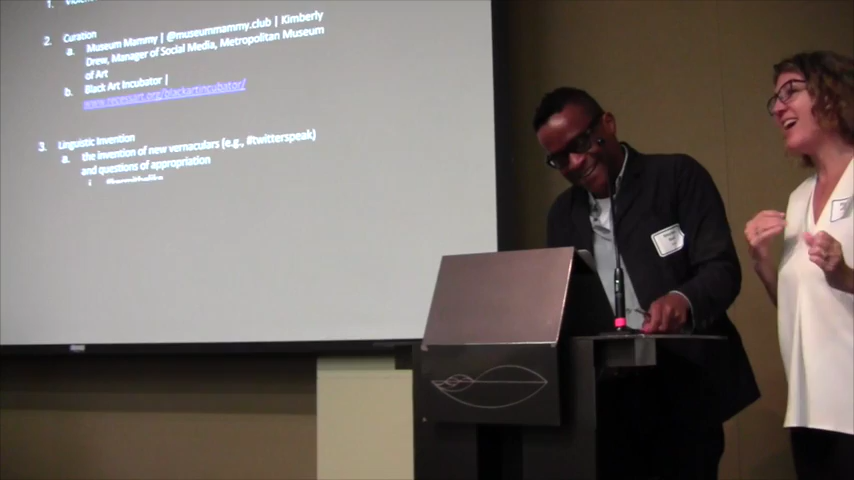 1.
2. Curation
a. Museum Mammy | @museummammy.club | Kimberly
Drew, Manager of Social Media, Metropolitan Museum
of Art
b. Black Art Incubator |
www.recessart.org/blackartincubator/
3. Linguistic Invention
a. the invention of new vernaculars (e.g., #twitterspeak)
and questions of appropriation
i.